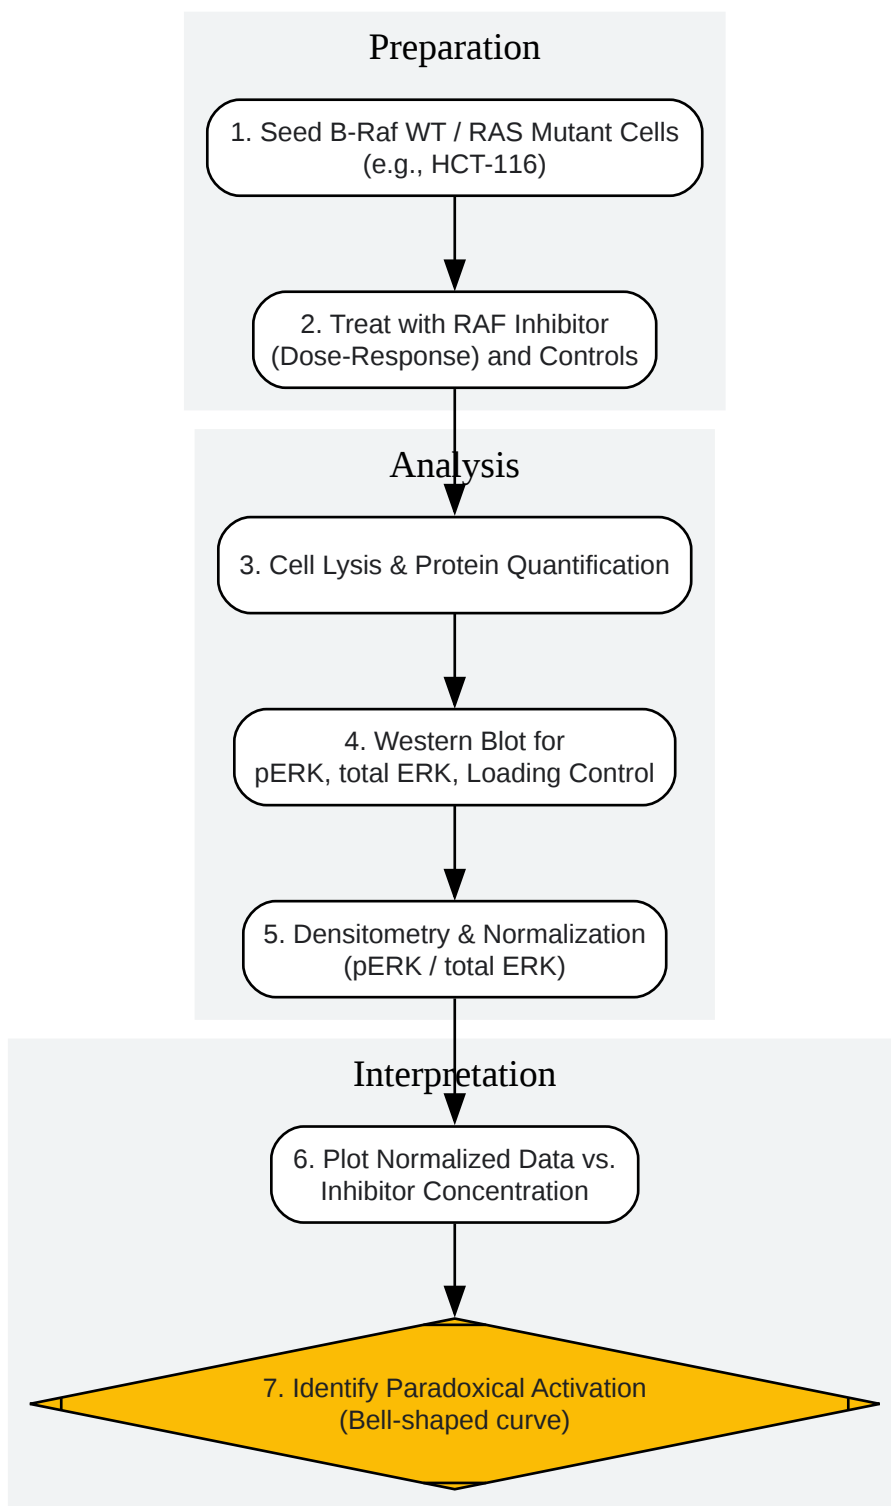 Preparation
1. Seed B-Raf WT / RAS Mutant Cells
(e.g., HCT-116)
2. Treat with RAF Inhibitor
(Dose-Response) and Controls
Analysis
3. Cell Lysis & Protein Quantification
4. Western Blot for
pERK, total ERK, Loading Control
5. Densitometry & Normalization
(pERK / total ERK)
Interpretation
6. Plot Normalized Data vs.
Inhibitor Concentration
7. Identify Paradoxical Activation
(Bell-shaped curve)